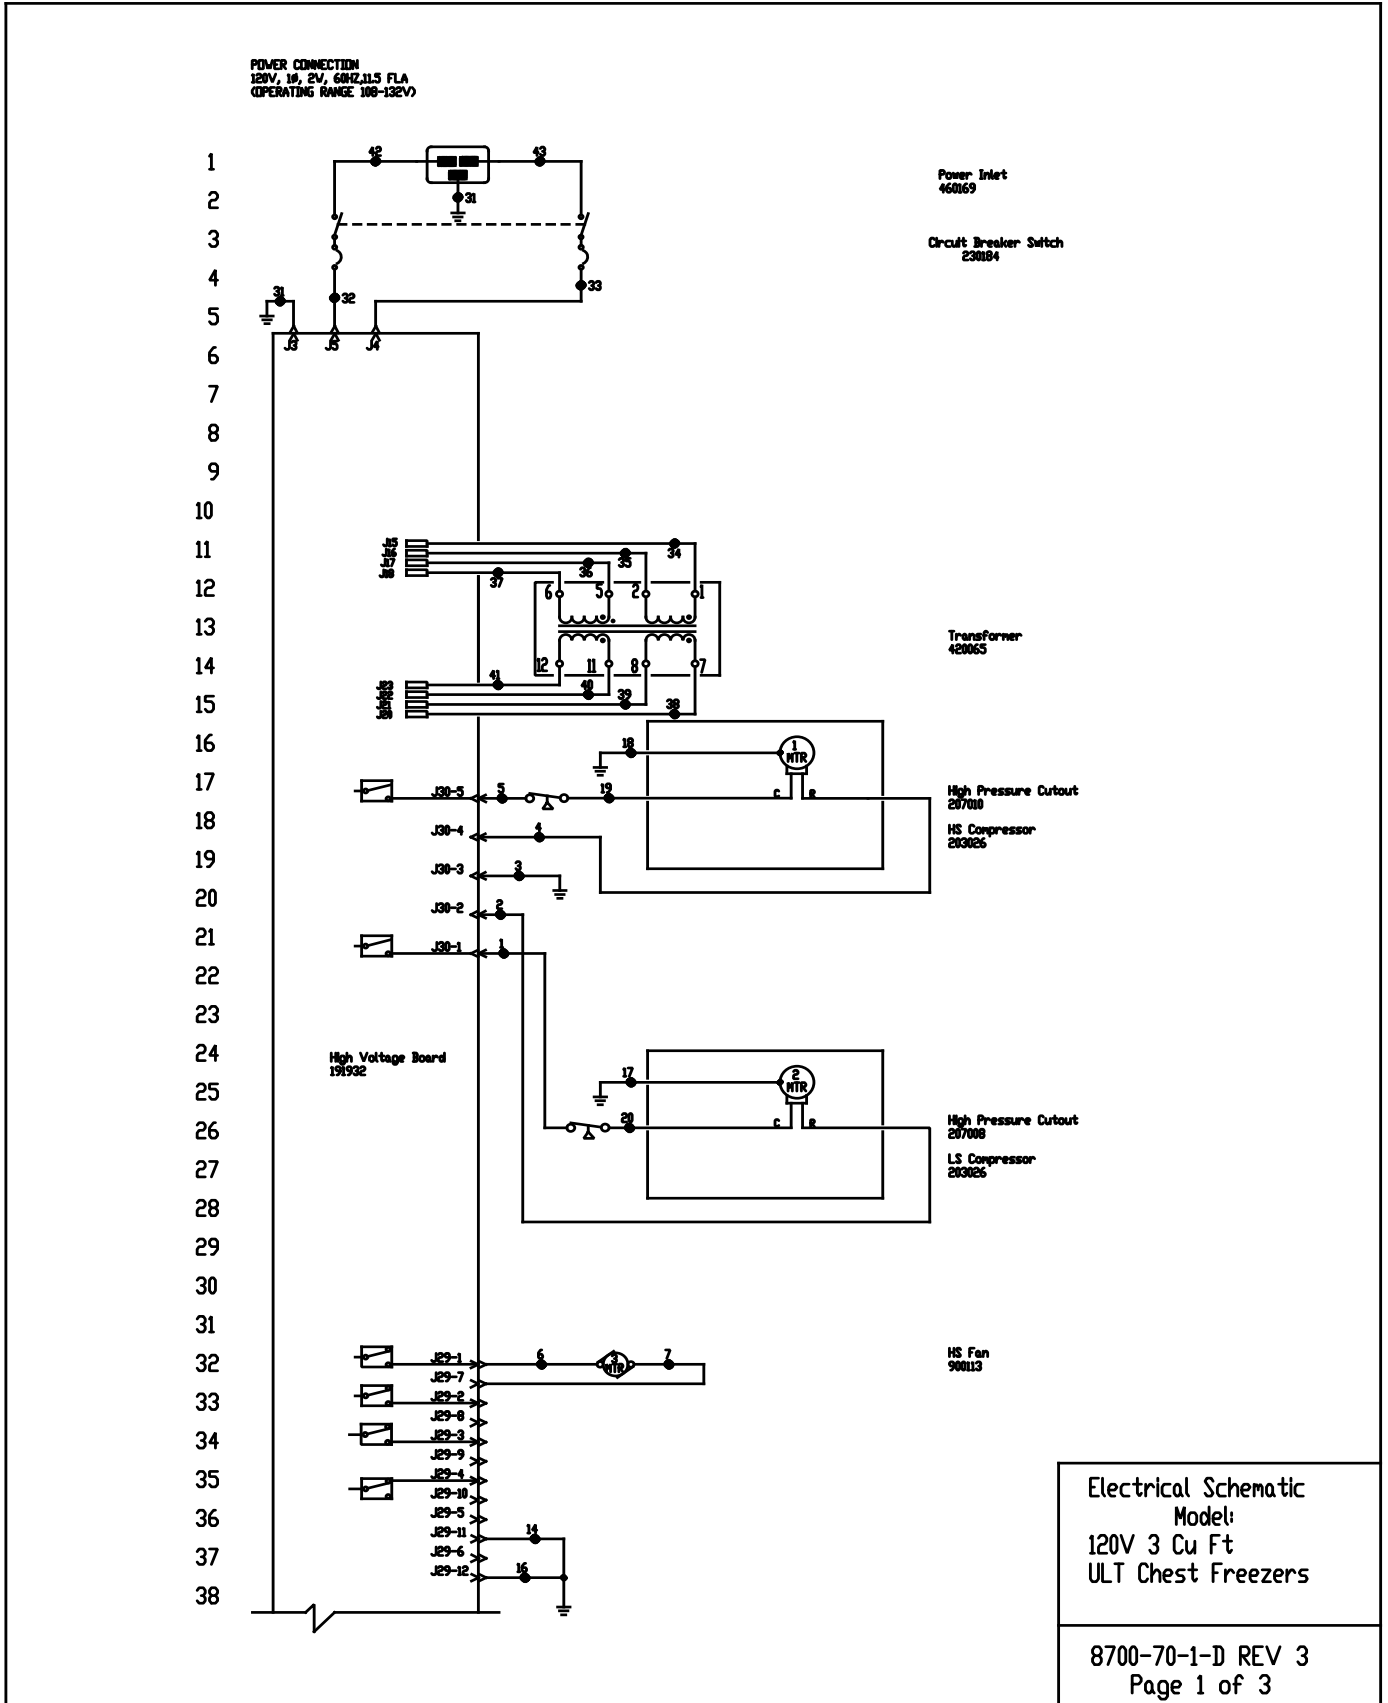 POWER CONNECTION
120V, 1ø, 2W, 60HZ,11.5 FLA
(OPERATING RANGE 108-132V)
1
42
43
Power Inlet
460169
2
31
3
Circuit Breaker Switch
230184
4
33
31
32
5
J3
J5
J4
6
7
8
9
10
11
J15
J16
J17
J18
34
35
36
37
12
6
5
2
1
13
Transformer
420065
14
12
11
8
7
41
40
39
38
15
J23
J22
J21
J20
16
18
1
MTR
17
J30-5
5
19
C
R
High Pressure Cutout
207010
18
J30-4
4
HS Compressor
203026
19
J30-3
3
20
J30-2
2
21
J30-1
1
22
23
24
High Voltage Board
191932
17
2
MTR
25
26
20
C
R
High Pressure Cutout
207008
27
LS Compressor
203026
28
29
30
31
32
J29-1
6
3
MTR
7
HS Fan
900113
J29-7
33
J29-2
J29-8
34
J29-3
J29-9
35
J29-4
J29-10
36
J29-5
J29-11
14
37
J29-6
J29-12
16
38
Electrical Schematic
Model:
120V 3 Cu Ft
ULT Chest Freezers
8700-70-1-D REV 3
Page 1 of 3